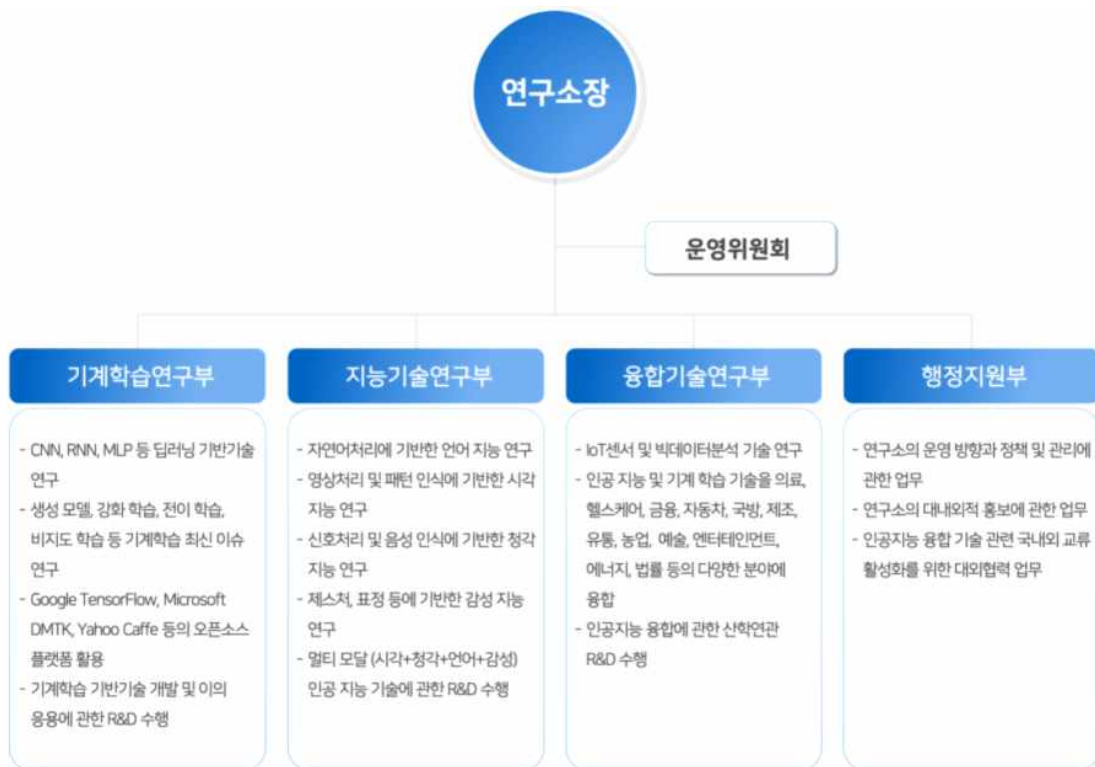 연구소장
운영위원회
기계학습연구부
- CNN, RNN, MLP 등 딥러닝 기반기술
연구
- 생성 모델, 강화 학습, 전이 학습,
비지도 학습 등 기계학습 최신 이슈
연구
- Google TensorFlow, Microsoft
DMTK, Yahoo Caffe 등의 오픈소스
플랫폼 활용
- 기계학습 기반기술 개발 및 이의
응용에 관한 R&D 수행
지능기술연구부
- 자연어처리에 기반한 언어 지능 연구
- 영상처리 및 패턴 인식에 기반한 시각
지능 연구
- 신호처리 및 음성 인식에 기반한 청각
지능 연구
- 제스처, 표정 등에 기반한 감성 지능
연구
- 멀티 모달 (시각+청각+언어+감성)
인공 지능 기술에 관한 R&D 수행
융합기술연구부
- IoT센서 및 빅데이터분석 기술 연구
- 인공 지능 및 기계 학습 기술을 의료,
헬스케어, 금융, 자동차, 국방, 제조,
유통, 농업, 예술, 엔터테인먼트,
에너지, 법률 등의 다양한 분야에
융합
- 인공지능 융합에 관한 산학연관
R&D 수행
행정지원부
- 연구소의 운영 방향과 정책 및 관리에
관한 업무
- 연구소의 대내외적 홍보에 관한 업무
- 인공지능 융합 기술 관련 국내외 교류
활성화를 위한 대외협력 업무